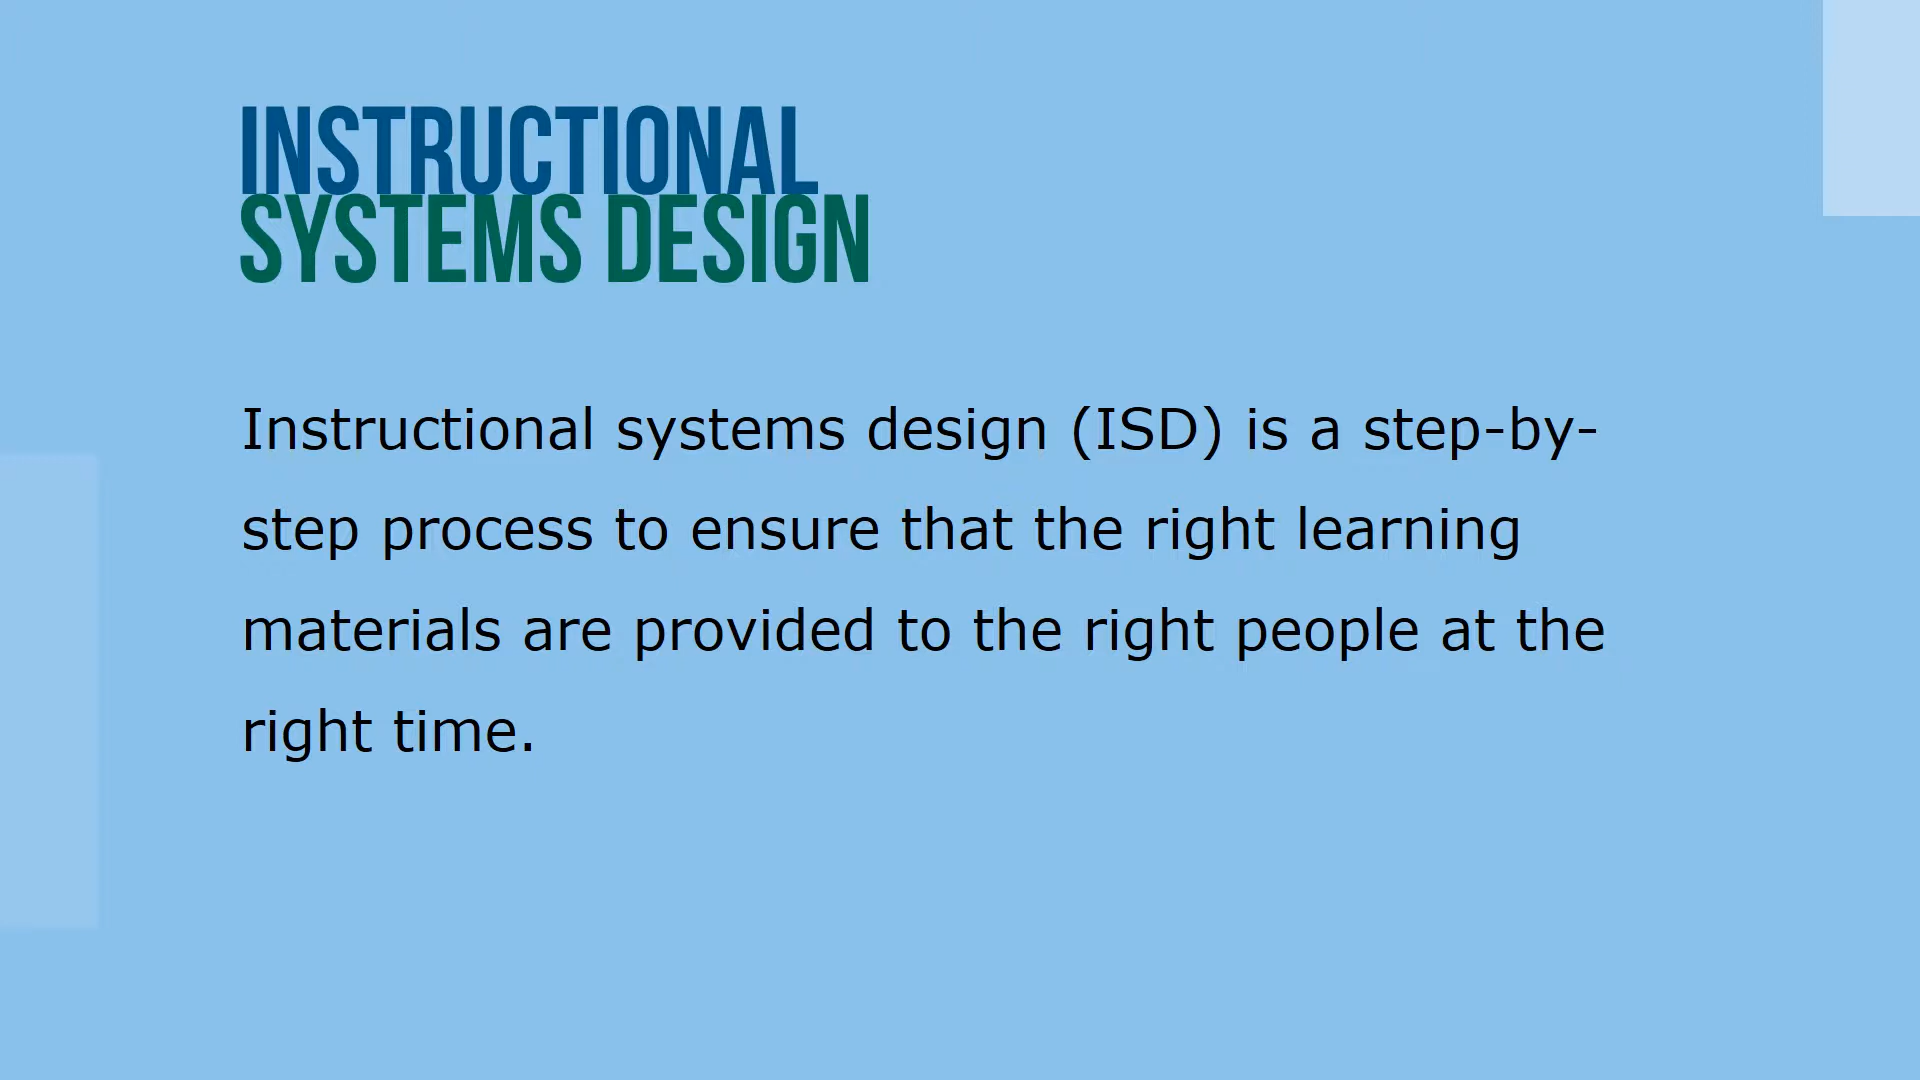 INSTRUCTIONAL
SYSTEMS DESIGN
Instructional systems design (ISD) is a step-by-
step process to ensure that the right learning
materials are provided to the right people at the
right time.